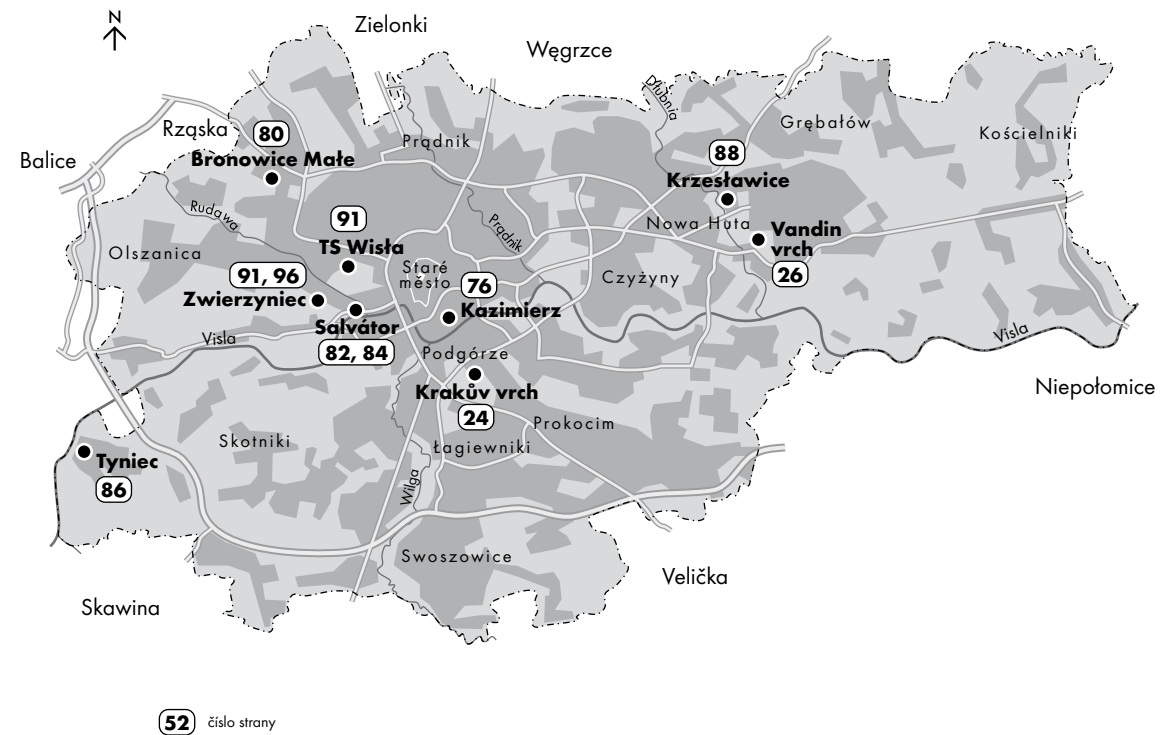 N
Zielonki
Węgrzce
Dłubnia
Rząska
80
Prądnik
Grębałów
Kościelniki
Balice
Bronowice Małe
88
Krzesławice
Rudawa
91
Prądnik
Nowa Huta
Vandin
vrch
26
Olszanica
TS Wisła
Staré
město
Czyżyny
91, 96
76
Zwierzyniec
Kazimierz
Salvátor
82, 84
Visla
Visla
Podgórze
Krakův vrch
24
Niepołomice
Prokocim
Skotniki
Łagiewniki
Tyniec
86
Wilga
Swoszowice
Velička
Skawina
52 číslo strany